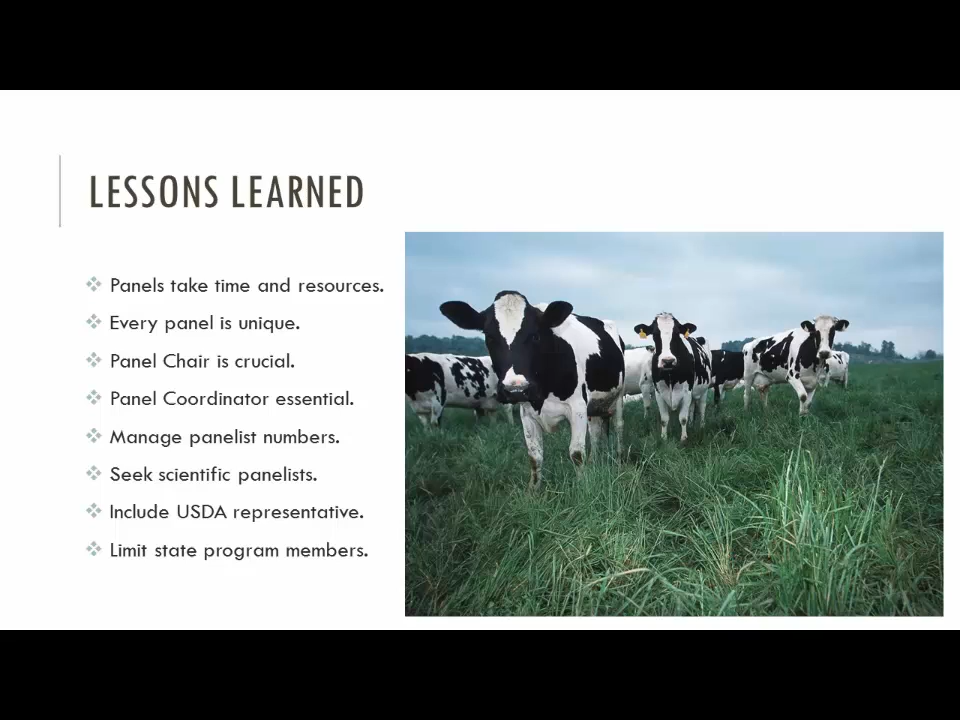 LESSONS LEARNED
Panels take time and resources.
Every panel is unique.
Panel Chair is crucial.
Panel Coordinator essential.
Manage panelist numbers.
Seek scientific panelists.
Include USDA representative.
Limit state program members.